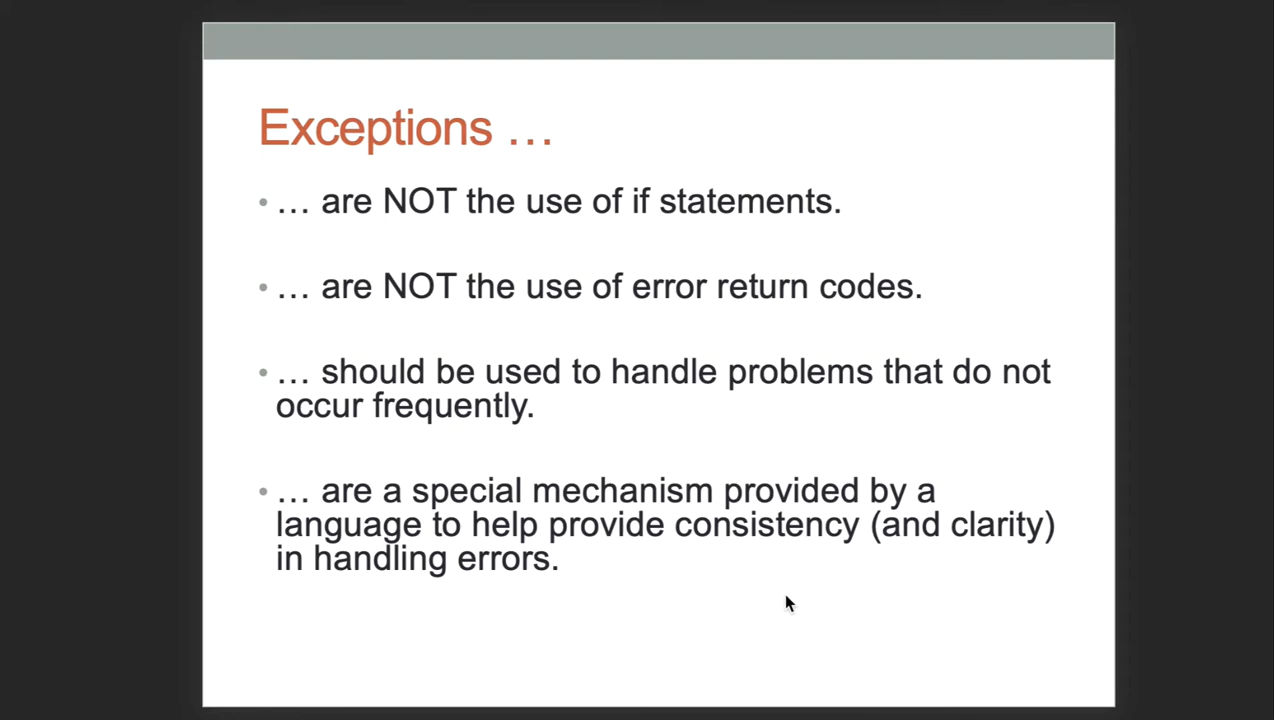 Exceptions …
• … are NOT the use of if statements.
• … are NOT the use of error return codes.
• … should be used to handle problems that do not
occur frequently.
• … are a special mechanism provided by a
language to help provide consistency (and clarity)
in handling errors.